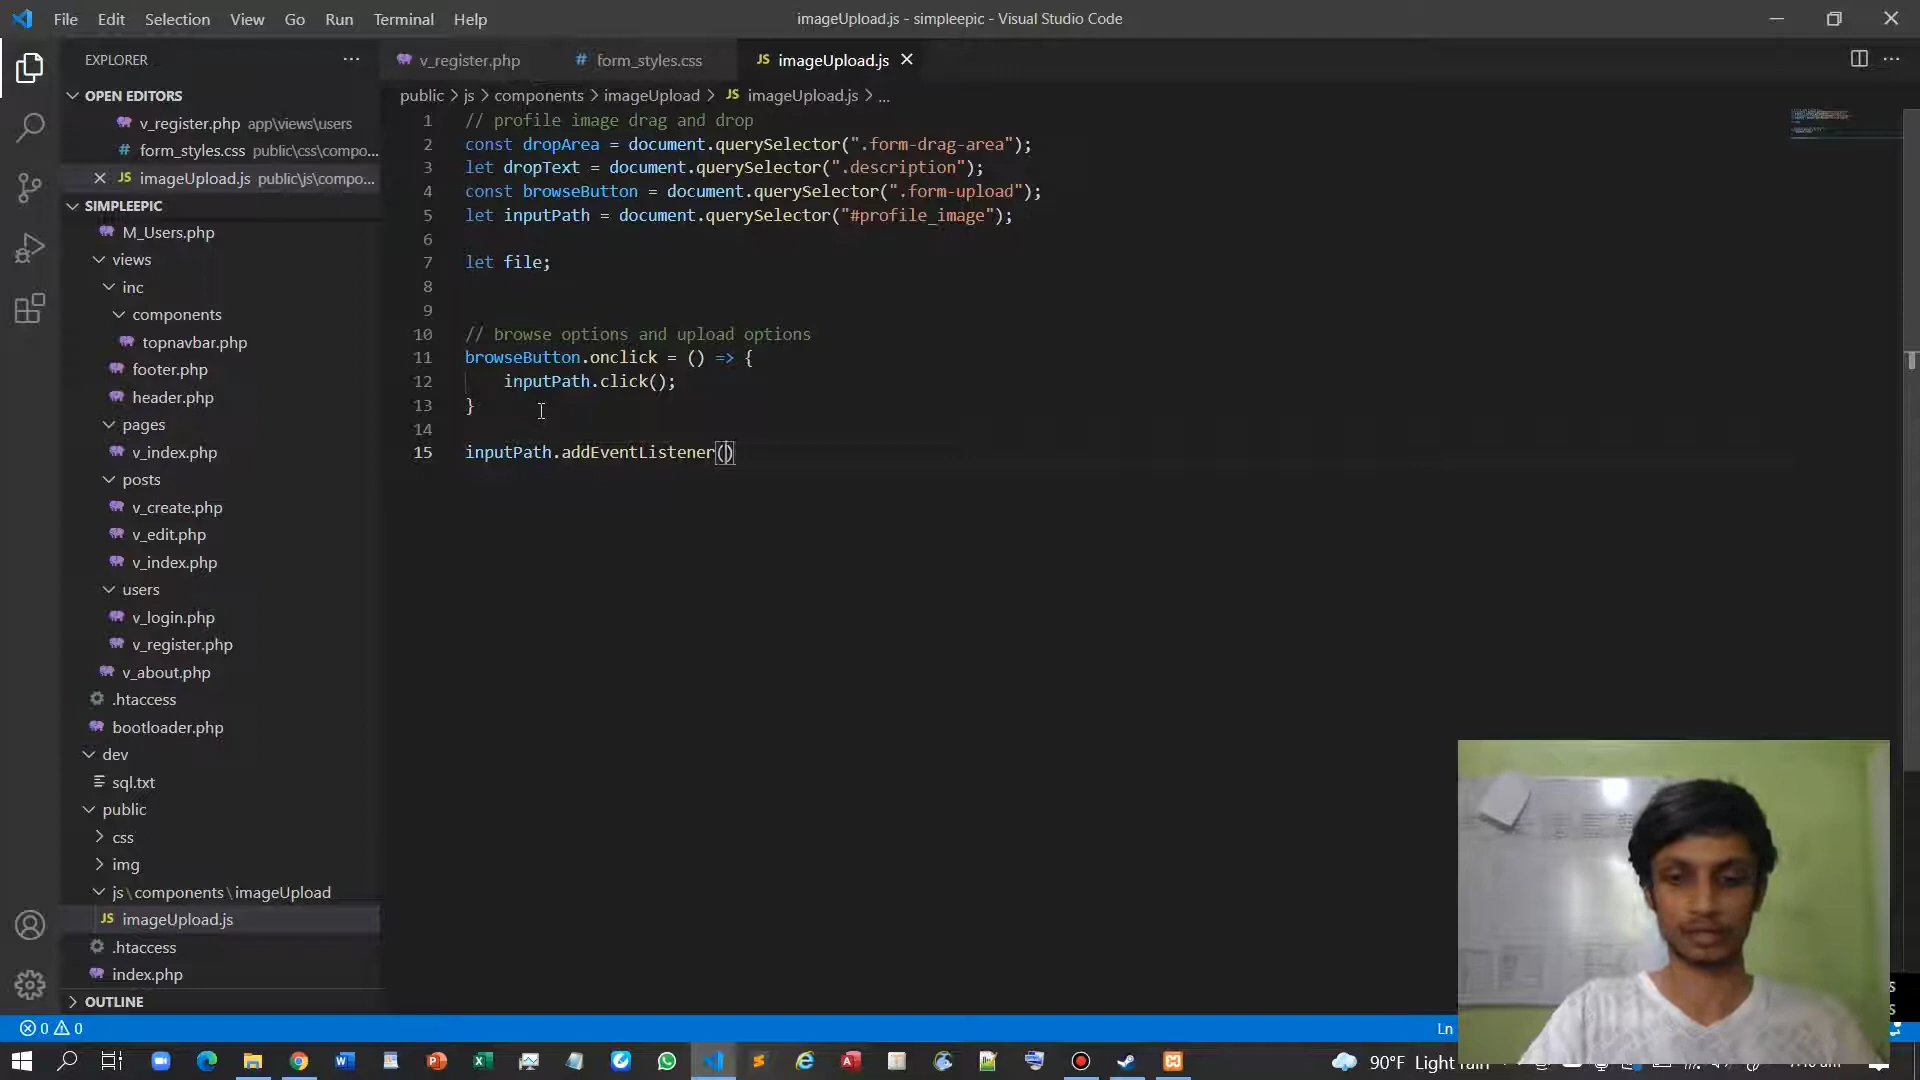 File Edit Selection View Go Run Terminal Help
imageUpload.js - simpleepic - Visual Studio Code
EXPLORER
v_register.php
form_styles.css
JS imageUpload.js
OPEN EDITORS
v_register.php app\views\users
form_styles.css public\css\compo...
JS imageUpload.js public\js\compo...
SIMPLEEPIC
M_Users.php
views
inc
components
topnavbar.php
footer.php
header.php
pages
v_index.php
posts
v_create.php
v_edit.php
v_index.php
users
v_login.php
v_register.php
v_about.php
.htaccess
bootloader.php
dev
sql.txt
public
css
img
js\components\imageUpload
JS imageUpload.js
.htaccess
index.php
OUTLINE
public > js > components > imageUpload > JS imageUpload.js > ...
1 // profile image drag and drop
2 const dropArea = document.querySelector(".form-drag-area");
3 let dropText = document.querySelector(".description");
4 const browseButton = document.querySelector(".form-upload");
5 let inputPath = document.querySelector("#profile_image");
6
7 let file;
8
9
10 // browse options and upload options
11 browseButton.onclick = () => {
12 inputPath.click();
13 }
14
15 inputPath.addEventListener()
0 0
Ln
90°F Light rain